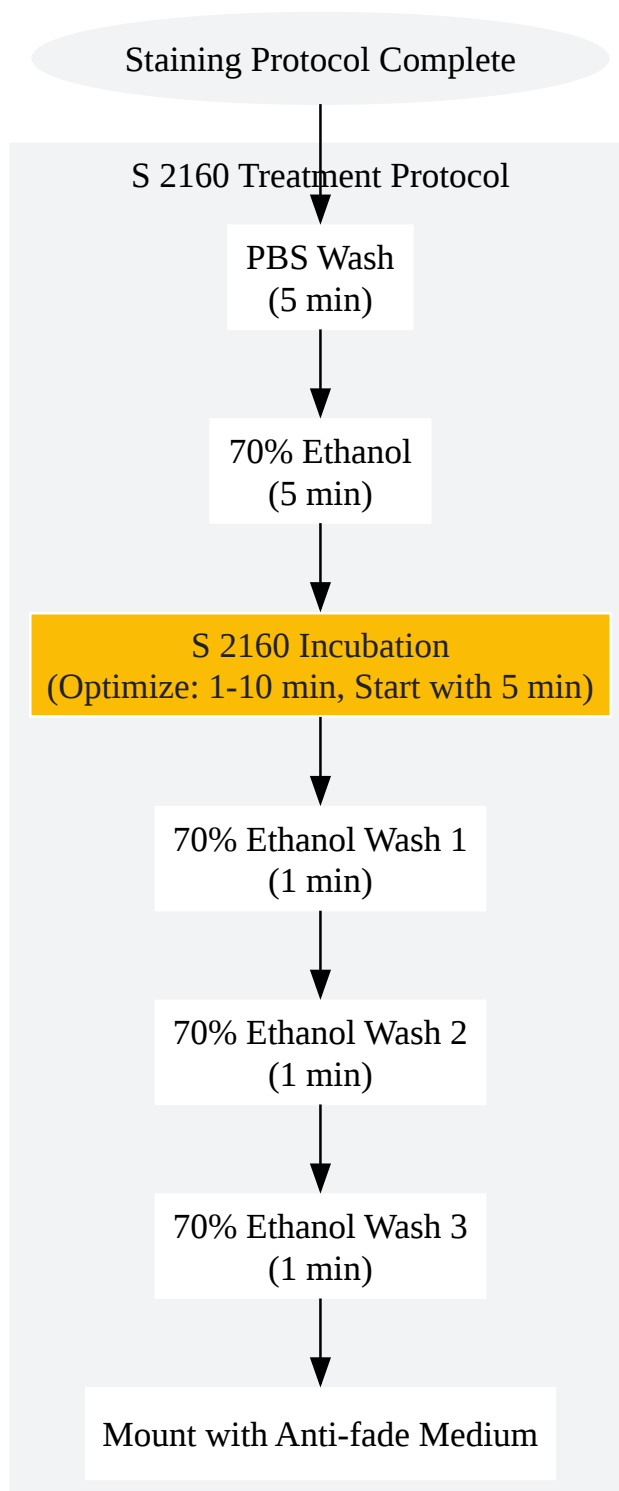 Staining Protocol Complete
S 2160 Treatment Protocol
PBS Wash
(5 min)
70% Ethanol
(5 min)
S 2160 Incubation
(Optimize: 1-10 min, Start with 5 min)
70% Ethanol Wash 1
(1 min)
70% Ethanol Wash 2
(1 min)
70% Ethanol Wash 3
(1 min)
Mount with Anti-fade Medium